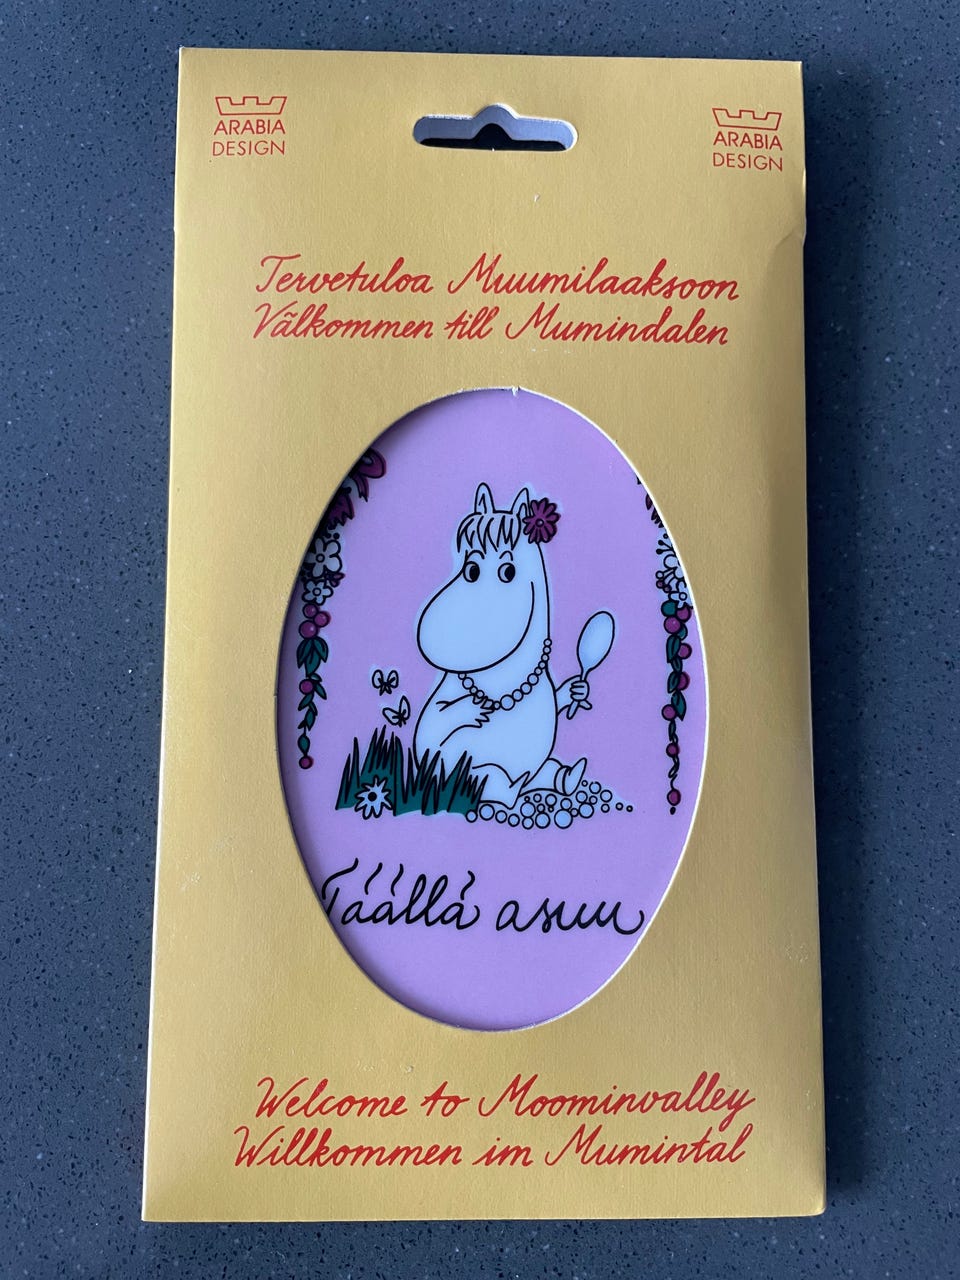 ARABIA
DESIGN
ARABIA
DESIGN
Tervetuloa Muumilaaksoon
Välkommen till Mumindalen
Täällä asuu
Welcome to Moominvalley
Willkommen im Mumintal